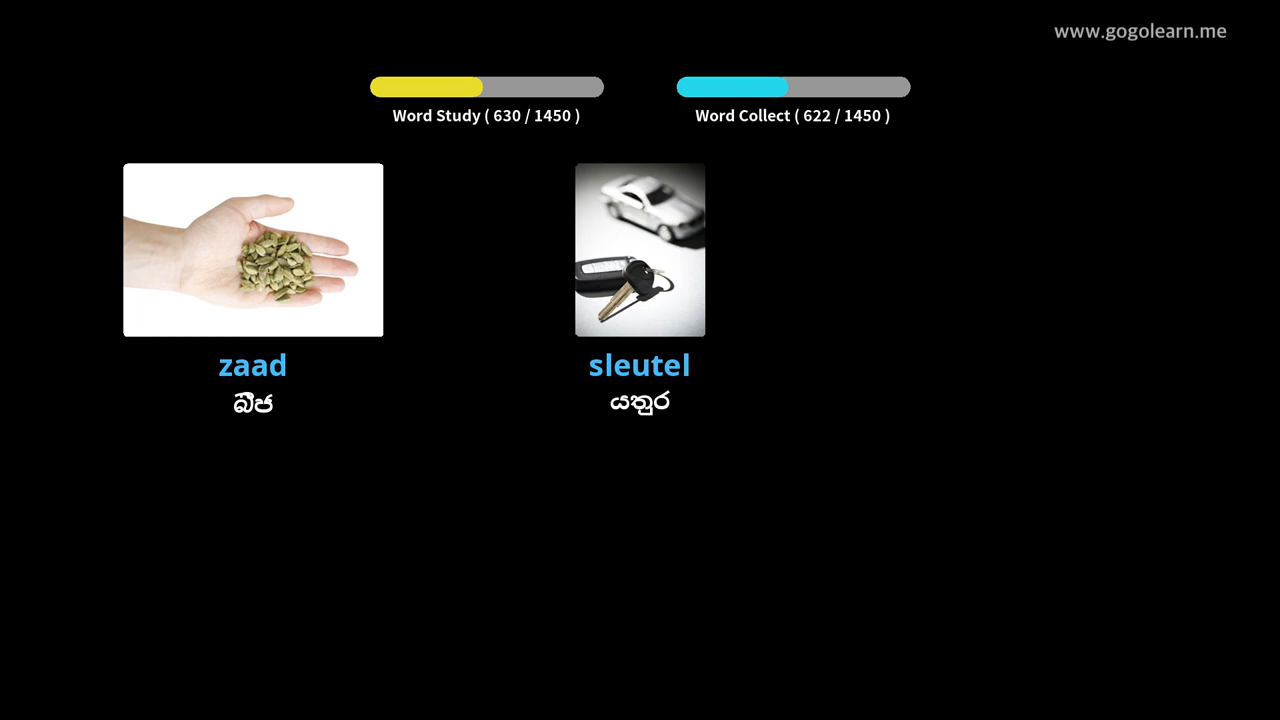 www.gogolearn.me
Word Study ( 630 / 1450 )
Word Collect ( 622 / 1450 )
zaad
බීජ
sleutel
යතුර